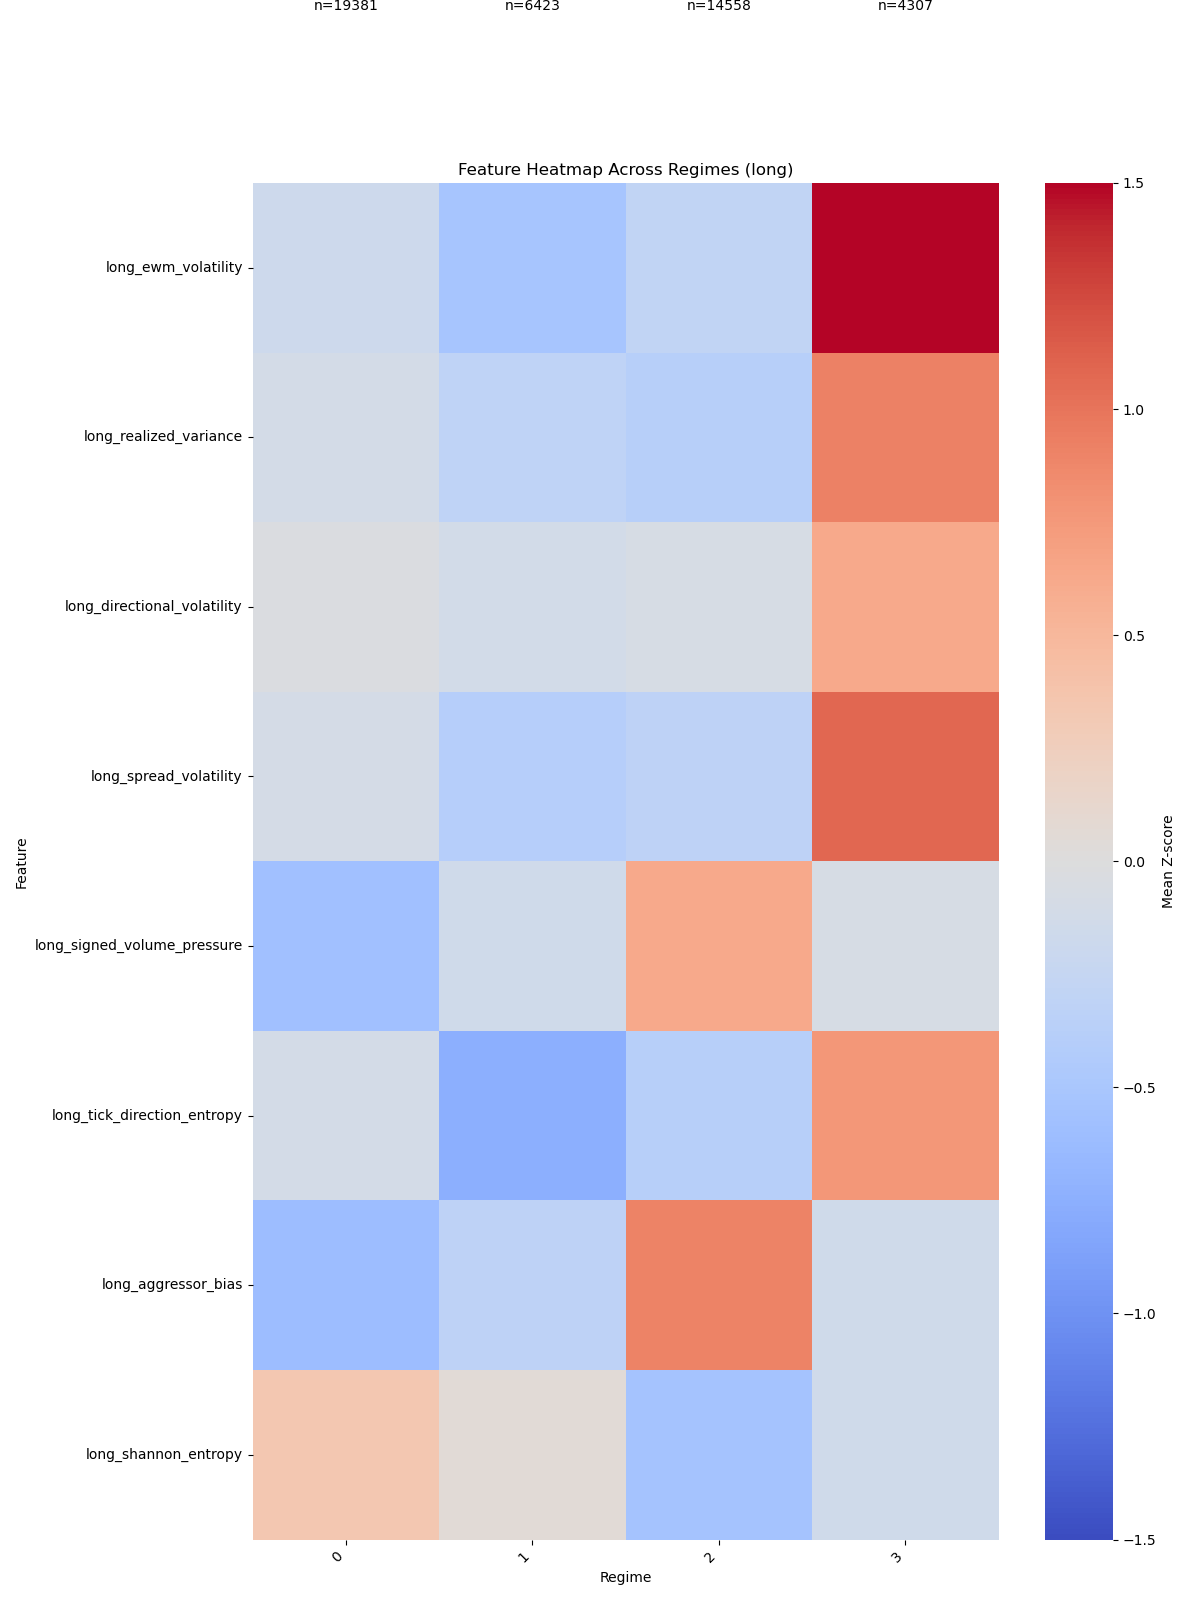 n=19381 n=6423 n=14558 n=4307
Feature Heatmap Across Regimes (long)
long_ewm_volatility
long_realized_variance
long_directional_volatility
long_spread_volatility
long_signed_volume_pressure
long_tick_direction_entropy
long_aggressor_bias
long_shannon_entropy
Feature
0 1 2 3
Regime
1.5
1.0
0.5
0.0
−0.5
−1.0
−1.5
Mean Z-score